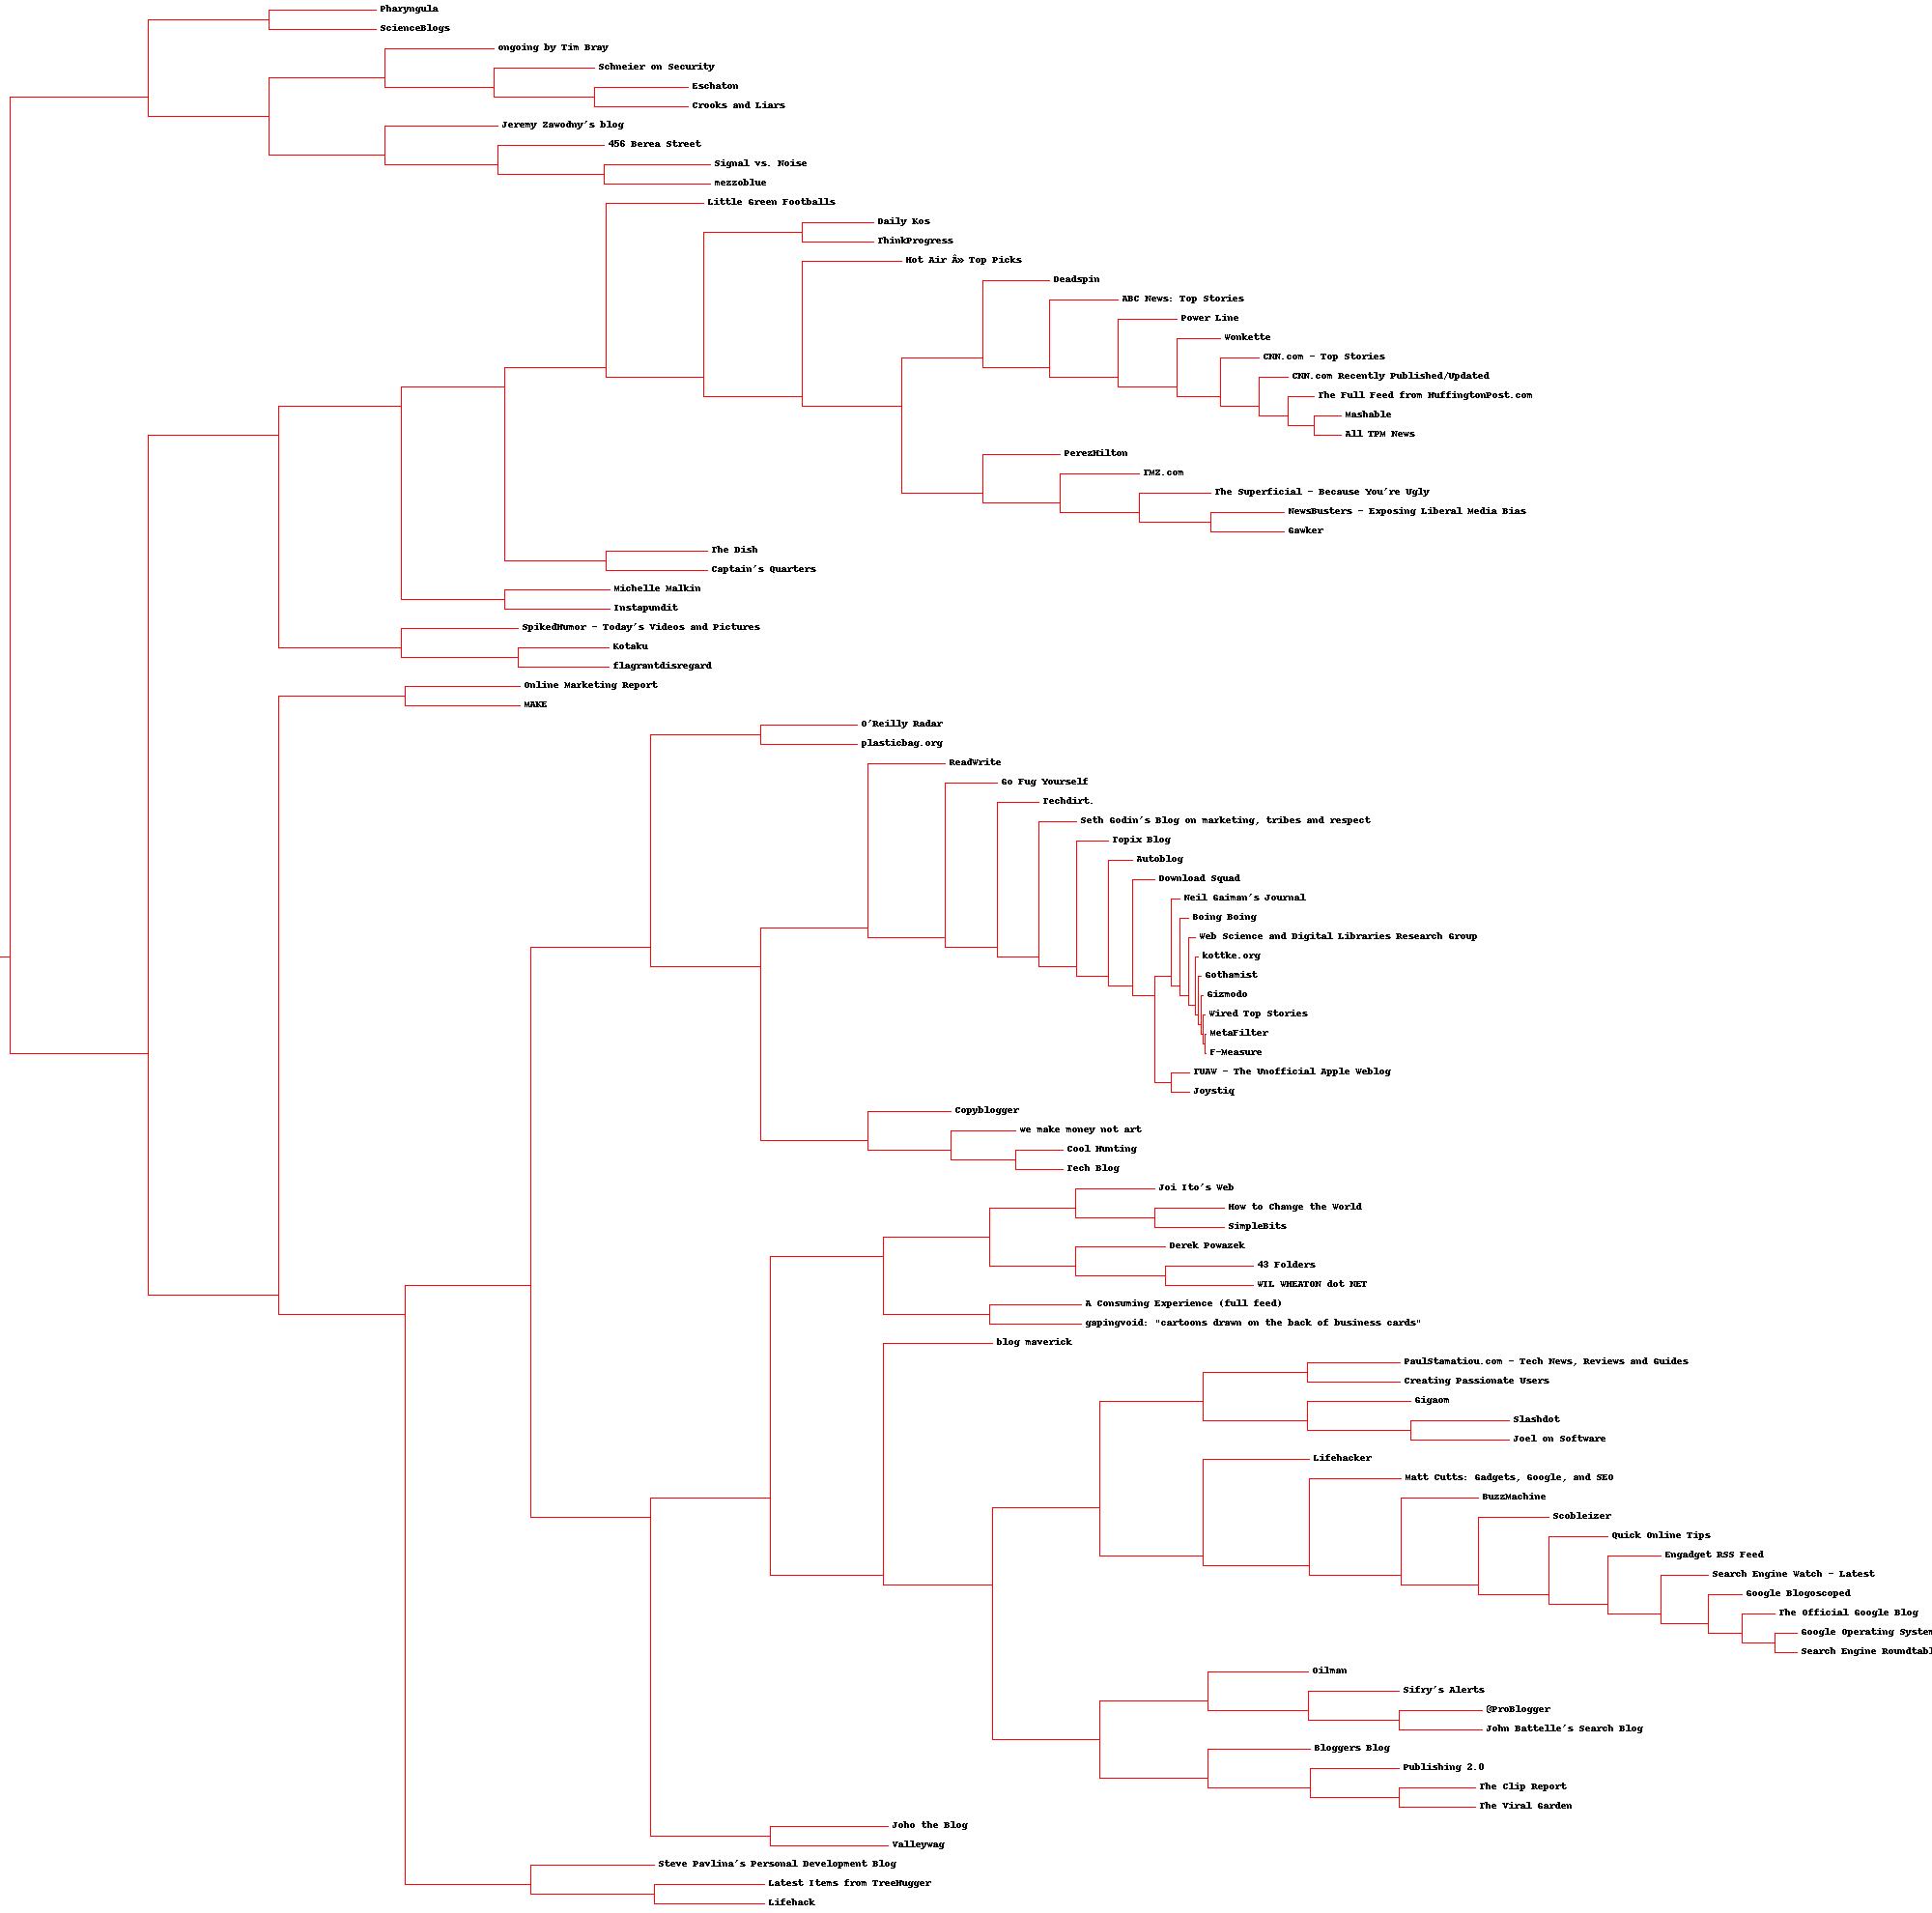 Pharyngula
ScienceBlogs
ongoing by Tim Bray
Schneier on Security
Eschaton
Crooks and Liars
Jeremy Zawodny's blog
456 Berea Street
Signal vs. Noise
mezzoblue
Little Green Footballs
Daily Kos
ThinkProgress
Hot Air Â» Top Picks
Deadspin
ABC News: Top Stories
Power Line
Wonkette
CNN.com - Top Stories
CNN.com Recently Published/Updated
The Full Feed from HuffingtonPost.com
Mashable
All TPM News
PerezHilton
TMZ.com
The Superficial - Because You're Ugly
NewsBusters - Exposing Liberal Media Bias
Gawker
The Dish
Captain's Quarters
Michelle Malkin
Instapundit
SpikedHumor - Today's Videos and Pictures
Kotaku
flagrantdisregard
Online Marketing Report
MAKE
O'Reilly Radar
plasticbag.org
ReadWrite
Go Fug Yourself
Techdirt.
Seth Godin's Blog on marketing, tribes and respect
Topix Blog
Autoblog
Download Squad
Neil Gaiman's Journal
Boing Boing
Web Science and Digital Libraries Research Group
kottke.org
Gothamist
Gizmodo
Wired Top Stories
MetaFilter
F-Measure
TUAW - The Unofficial Apple Weblog
Joystiq
Copyblogger
we make money not art
Cool Hunting
Tech Blog
Joi Ito's Web
How to Change the World
SimpleBits
Derek Powazek
43 Folders
WIL WHEATON dot NET
A Consuming Experience (full feed)
gapingvoid: "cartoons drawn on the back of business cards"
blog maverick
PaulStamatiou.com - Tech News, Reviews and Guides
Creating Passionate Users
Gigaom
Slashdot
Joel on Software
Lifehacker
Matt Cutts: Gadgets, Google, and SEO
BuzzMachine
Scobleizer
Quick Online Tips
Engadget RSS Feed
Search Engine Watch - Latest
Google Blogoscoped
The Official Google Blog
Google Operating System
Search Engine Roundtabl
Oilman
Sifry's Alerts
@ProBlogger
John Battelle's Search Blog
Bloggers Blog
Publishing 2.0
The Clip Report
The Viral Garden
Joho the Blog
Valleywag
Steve Pavlina's Personal Development Blog
Latest Items from TreeHugger
Lifehack